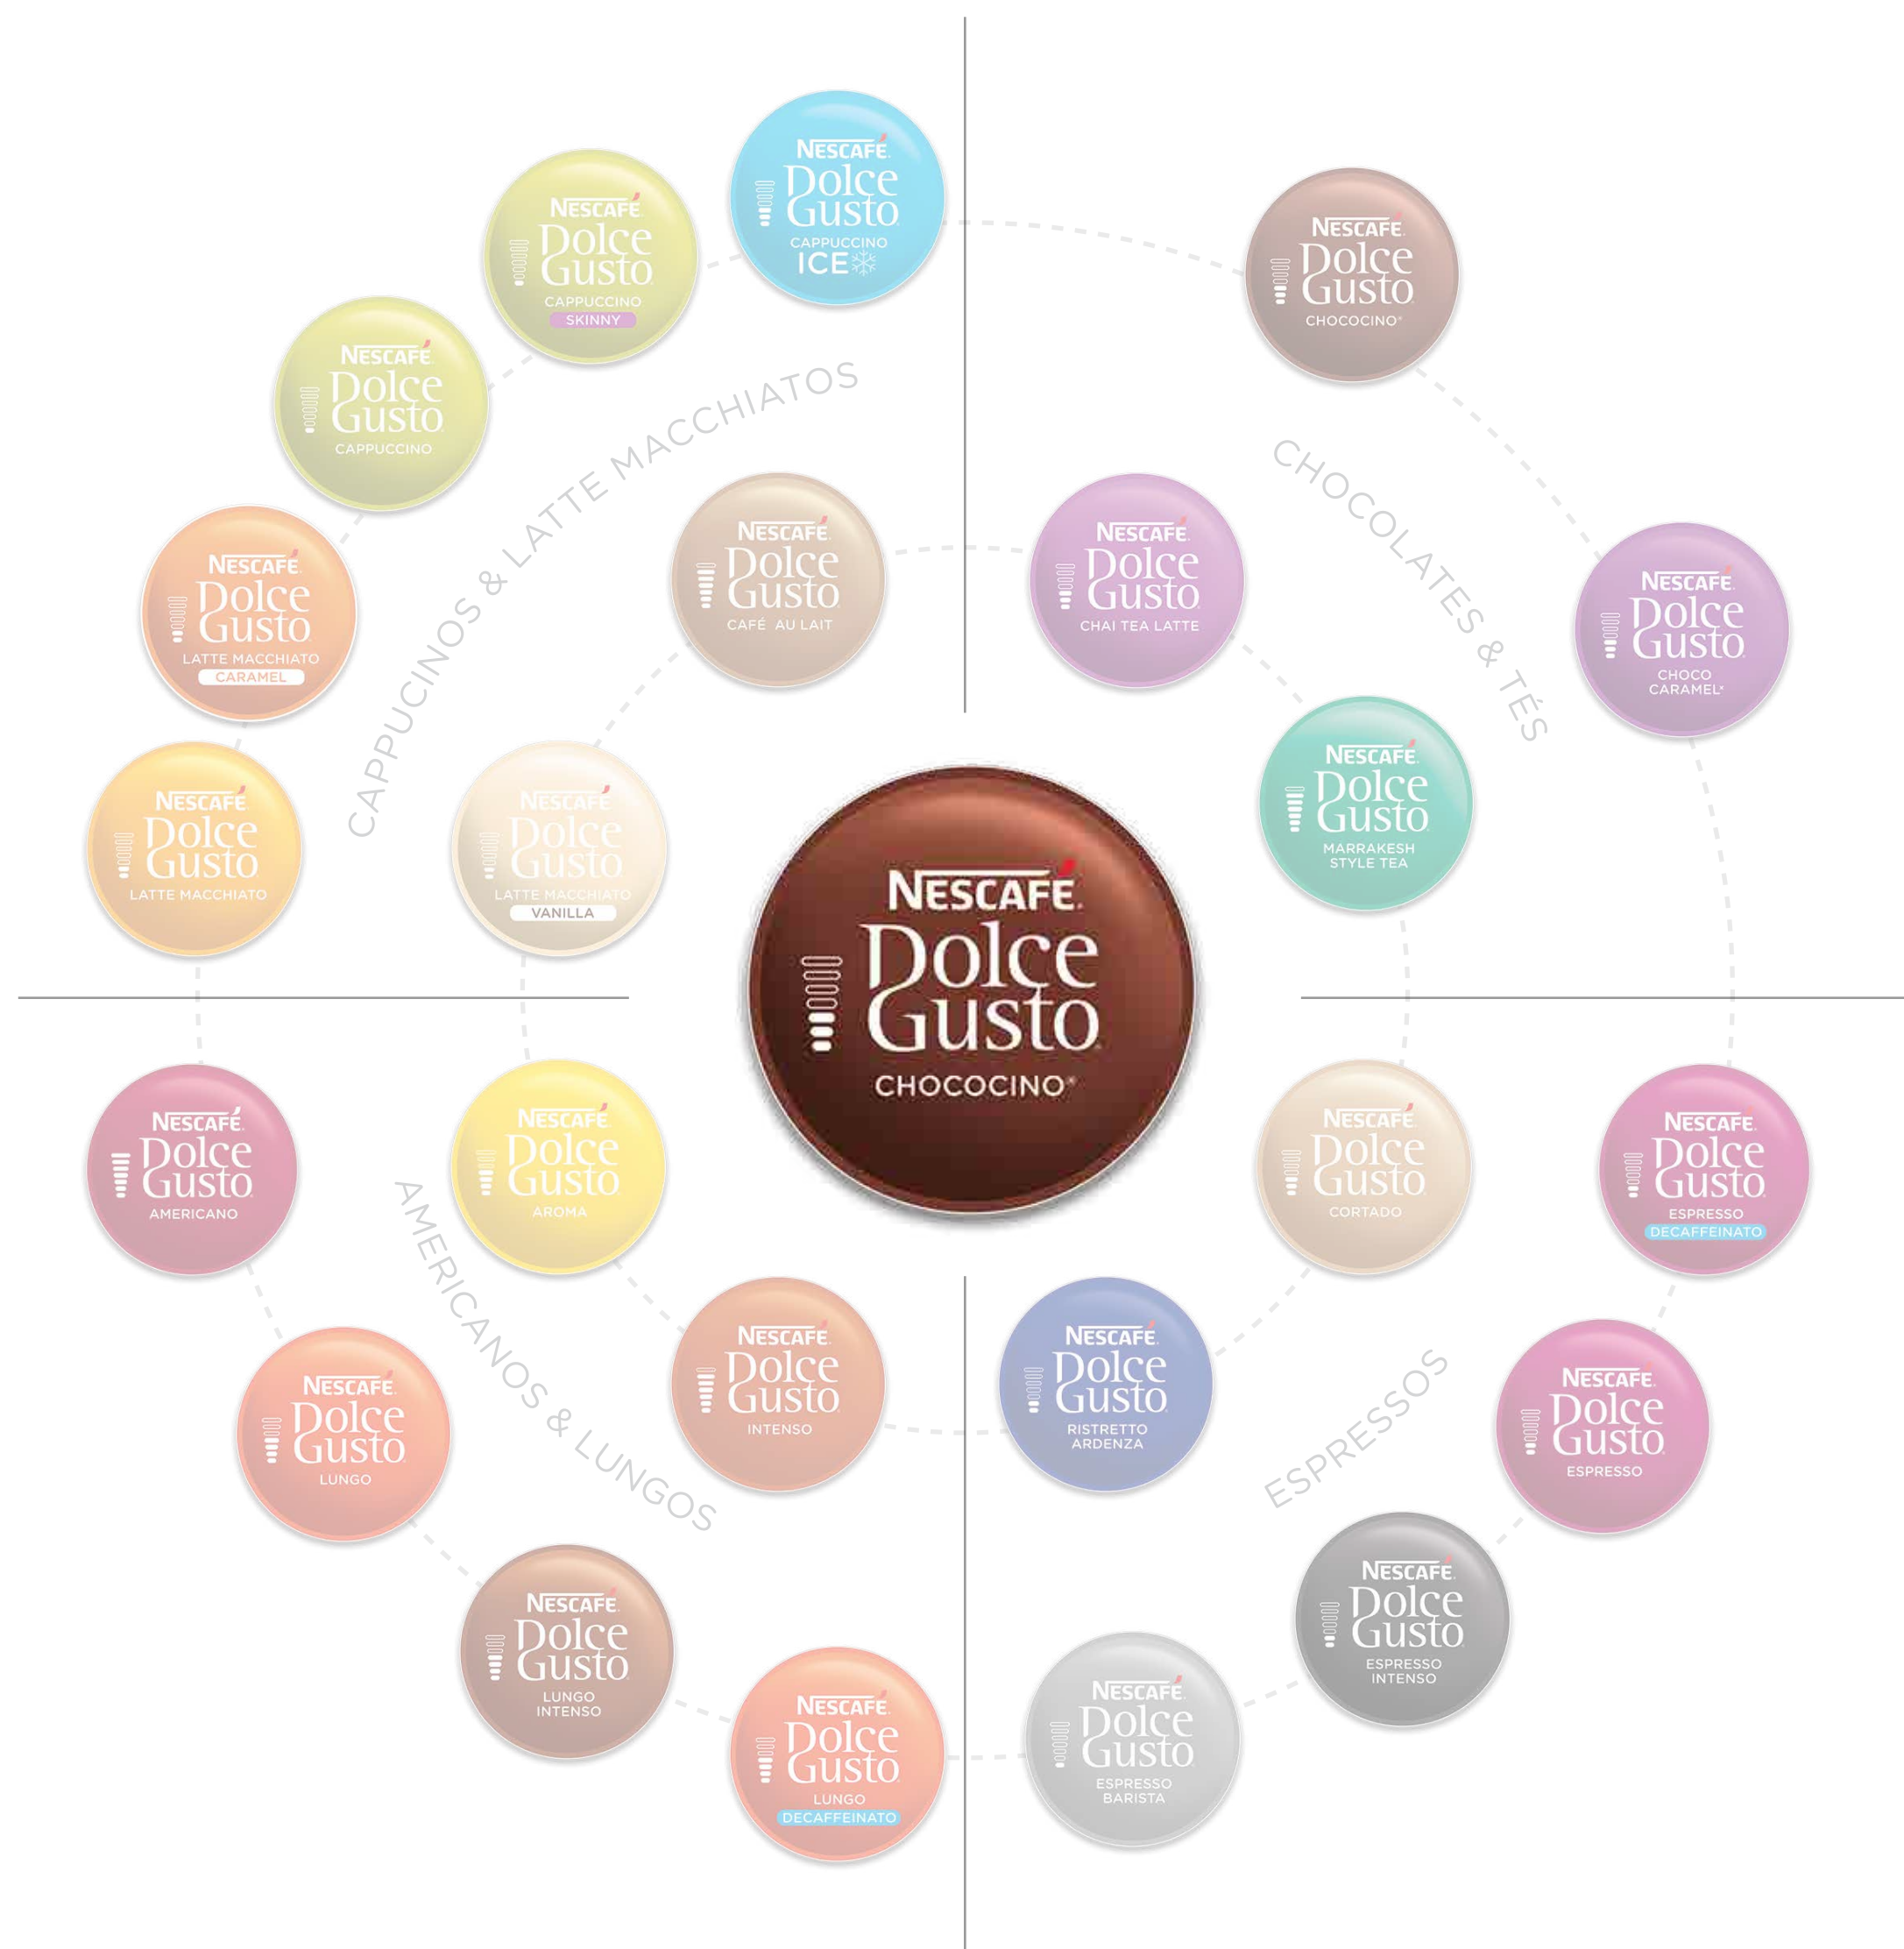 NESCAFÉ
Dolce
Gusto
CAPPUCCINO
ICE
NESCAFÉ
Dolce
Gusto
CAPPUCCINO
SKINNY
NESCAFÉ
Dolce
Gusto
CAPPUCCINO
NESCAFÉ
Dolce
Gusto
LATTE MACCHIATO
CARAMEL
NESCAFÉ
Dolce
Gusto
LATTE MACCHIATO
CAPPUCINOS & LATTE MACCHIATOS
NESCAFÉ
Dolce
Gusto
CAFÉ AU LAIT
NESCAFÉ
Dolce
Gusto
LATTE MACCHIATO
VANILLA
NESCAFÉ
Dolce
Gusto
CHOCOCINO®
CHOCOLATES & TÉS
NESCAFÉ
Dolce
Gusto
CHAI TEA LATTE
NESCAFÉ
Dolce
Gusto
CHOCO
CARAMEL®
NESCAFÉ
Dolce
Gusto
MARRAKESH
STYLE TEA
NESCAFÉ.
Dolce
Gusto
CHOCOCINO®
NESCAFÉ.
Dolce
Gusto
AMERICANO
NESCAFÉ
Dolce
Gusto
AROMA
AMERICANOS & LUNGOS
NESCAFÉ
Dolce
Gusto
INTENSO
NESCAFÉ
Dolce
Gusto
LUNGO
NESCAFÉ
Dolce
Gusto
LUNGO
INTENSO
NESCAFÉ
Dolce
Gusto
LUNGO
DECAFFEINATO
NESCAFÉ
Dolce
Gusto
CORTADO
NESCAFÉ
Dolce
Gusto
ESPRESSO
DECAFFEINATO
NESCAFÉ
Dolce
Gusto
RISTRETTO
ARDENZA
ESPRESSOS
NESCAFÉ
Dolce
Gusto
ESPRESSO
NESCAFÉ
Dolce
Gusto
ESPRESSO
INTENSO
NESCAFÉ
Dolce
Gusto
ESPRESSO
BARISTA